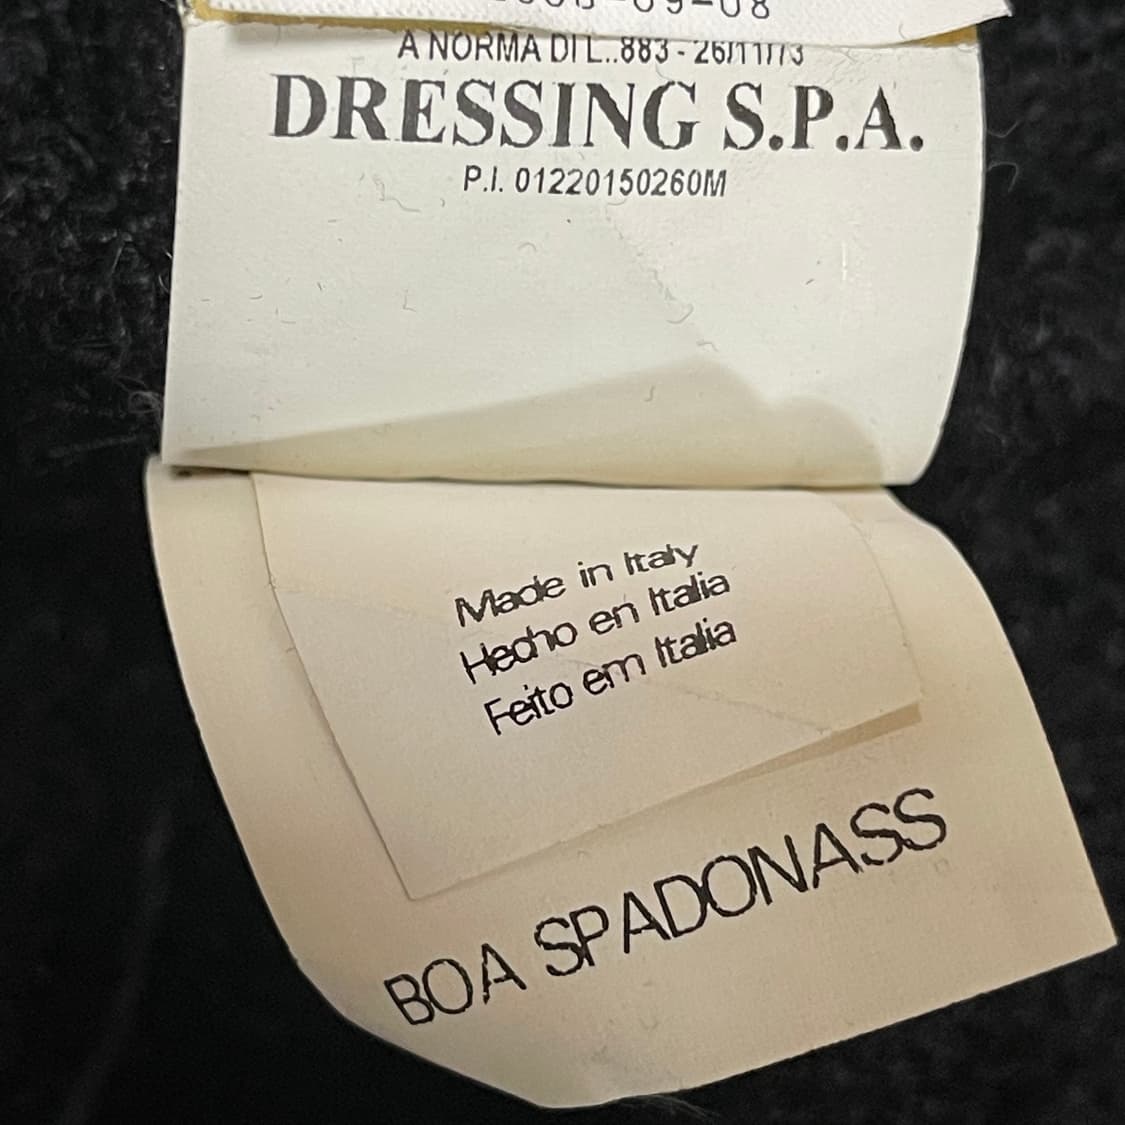 A NORMA DI L..883 - 26/11/73
DRESSING S.P.A.
P.I. 01220150260M
Made in Italy
Hecho en Italia
Feito em Italia
BOA SPADONASS